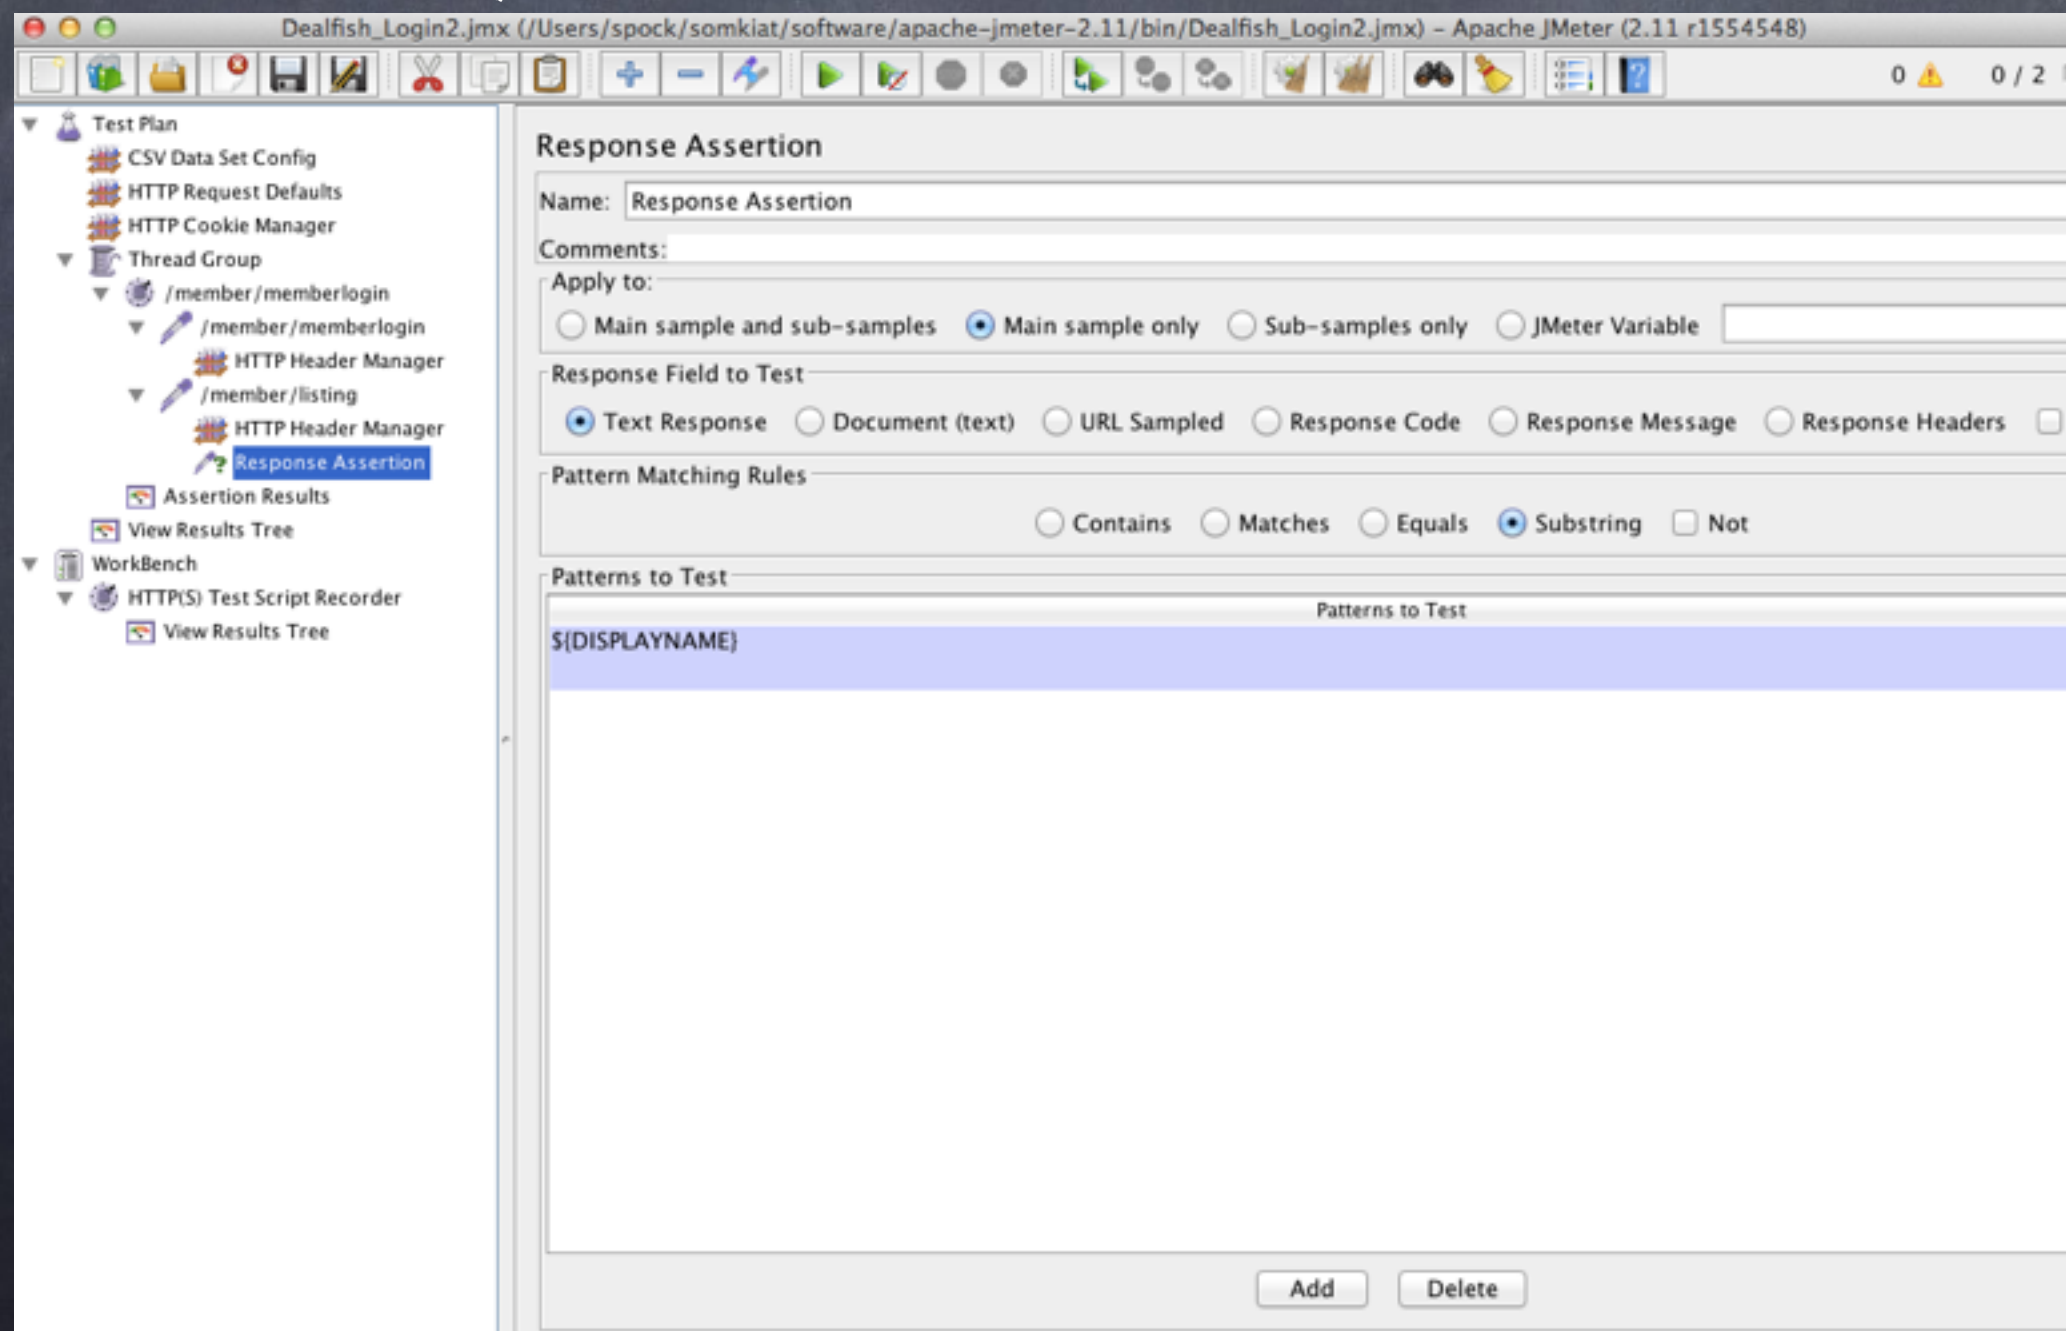 Dealfish_Login2.jmx (/Users/spock/somkiat/software/apache-jmeter-2.11/bin/Dealfish_Login2.jmx) – Apache JMeter (2.11 r1554548)
0 0 / 2
Test Plan
CSV Data Set Config
HTTP Request Defaults
HTTP Cookie Manager
Thread Group
/member/memberlogin
/member/memberlogin
HTTP Header Manager
/member/listing
HTTP Header Manager
Response Assertion
Assertion Results
View Results Tree
WorkBench
HTTP(S) Test Script Recorder
View Results Tree
Response Assertion
Name: Response Assertion
Comments:
Apply to:
Main sample and sub-samples Main sample only Sub-samples only JMeter Variable
Response Field to Test
Text Response Document (text) URL Sampled Response Code Response Message Response Headers
Pattern Matching Rules
Contains Matches Equals Substring Not
Patterns to Test
Patterns to Test
${DISPLAYNAME}
Add Delete